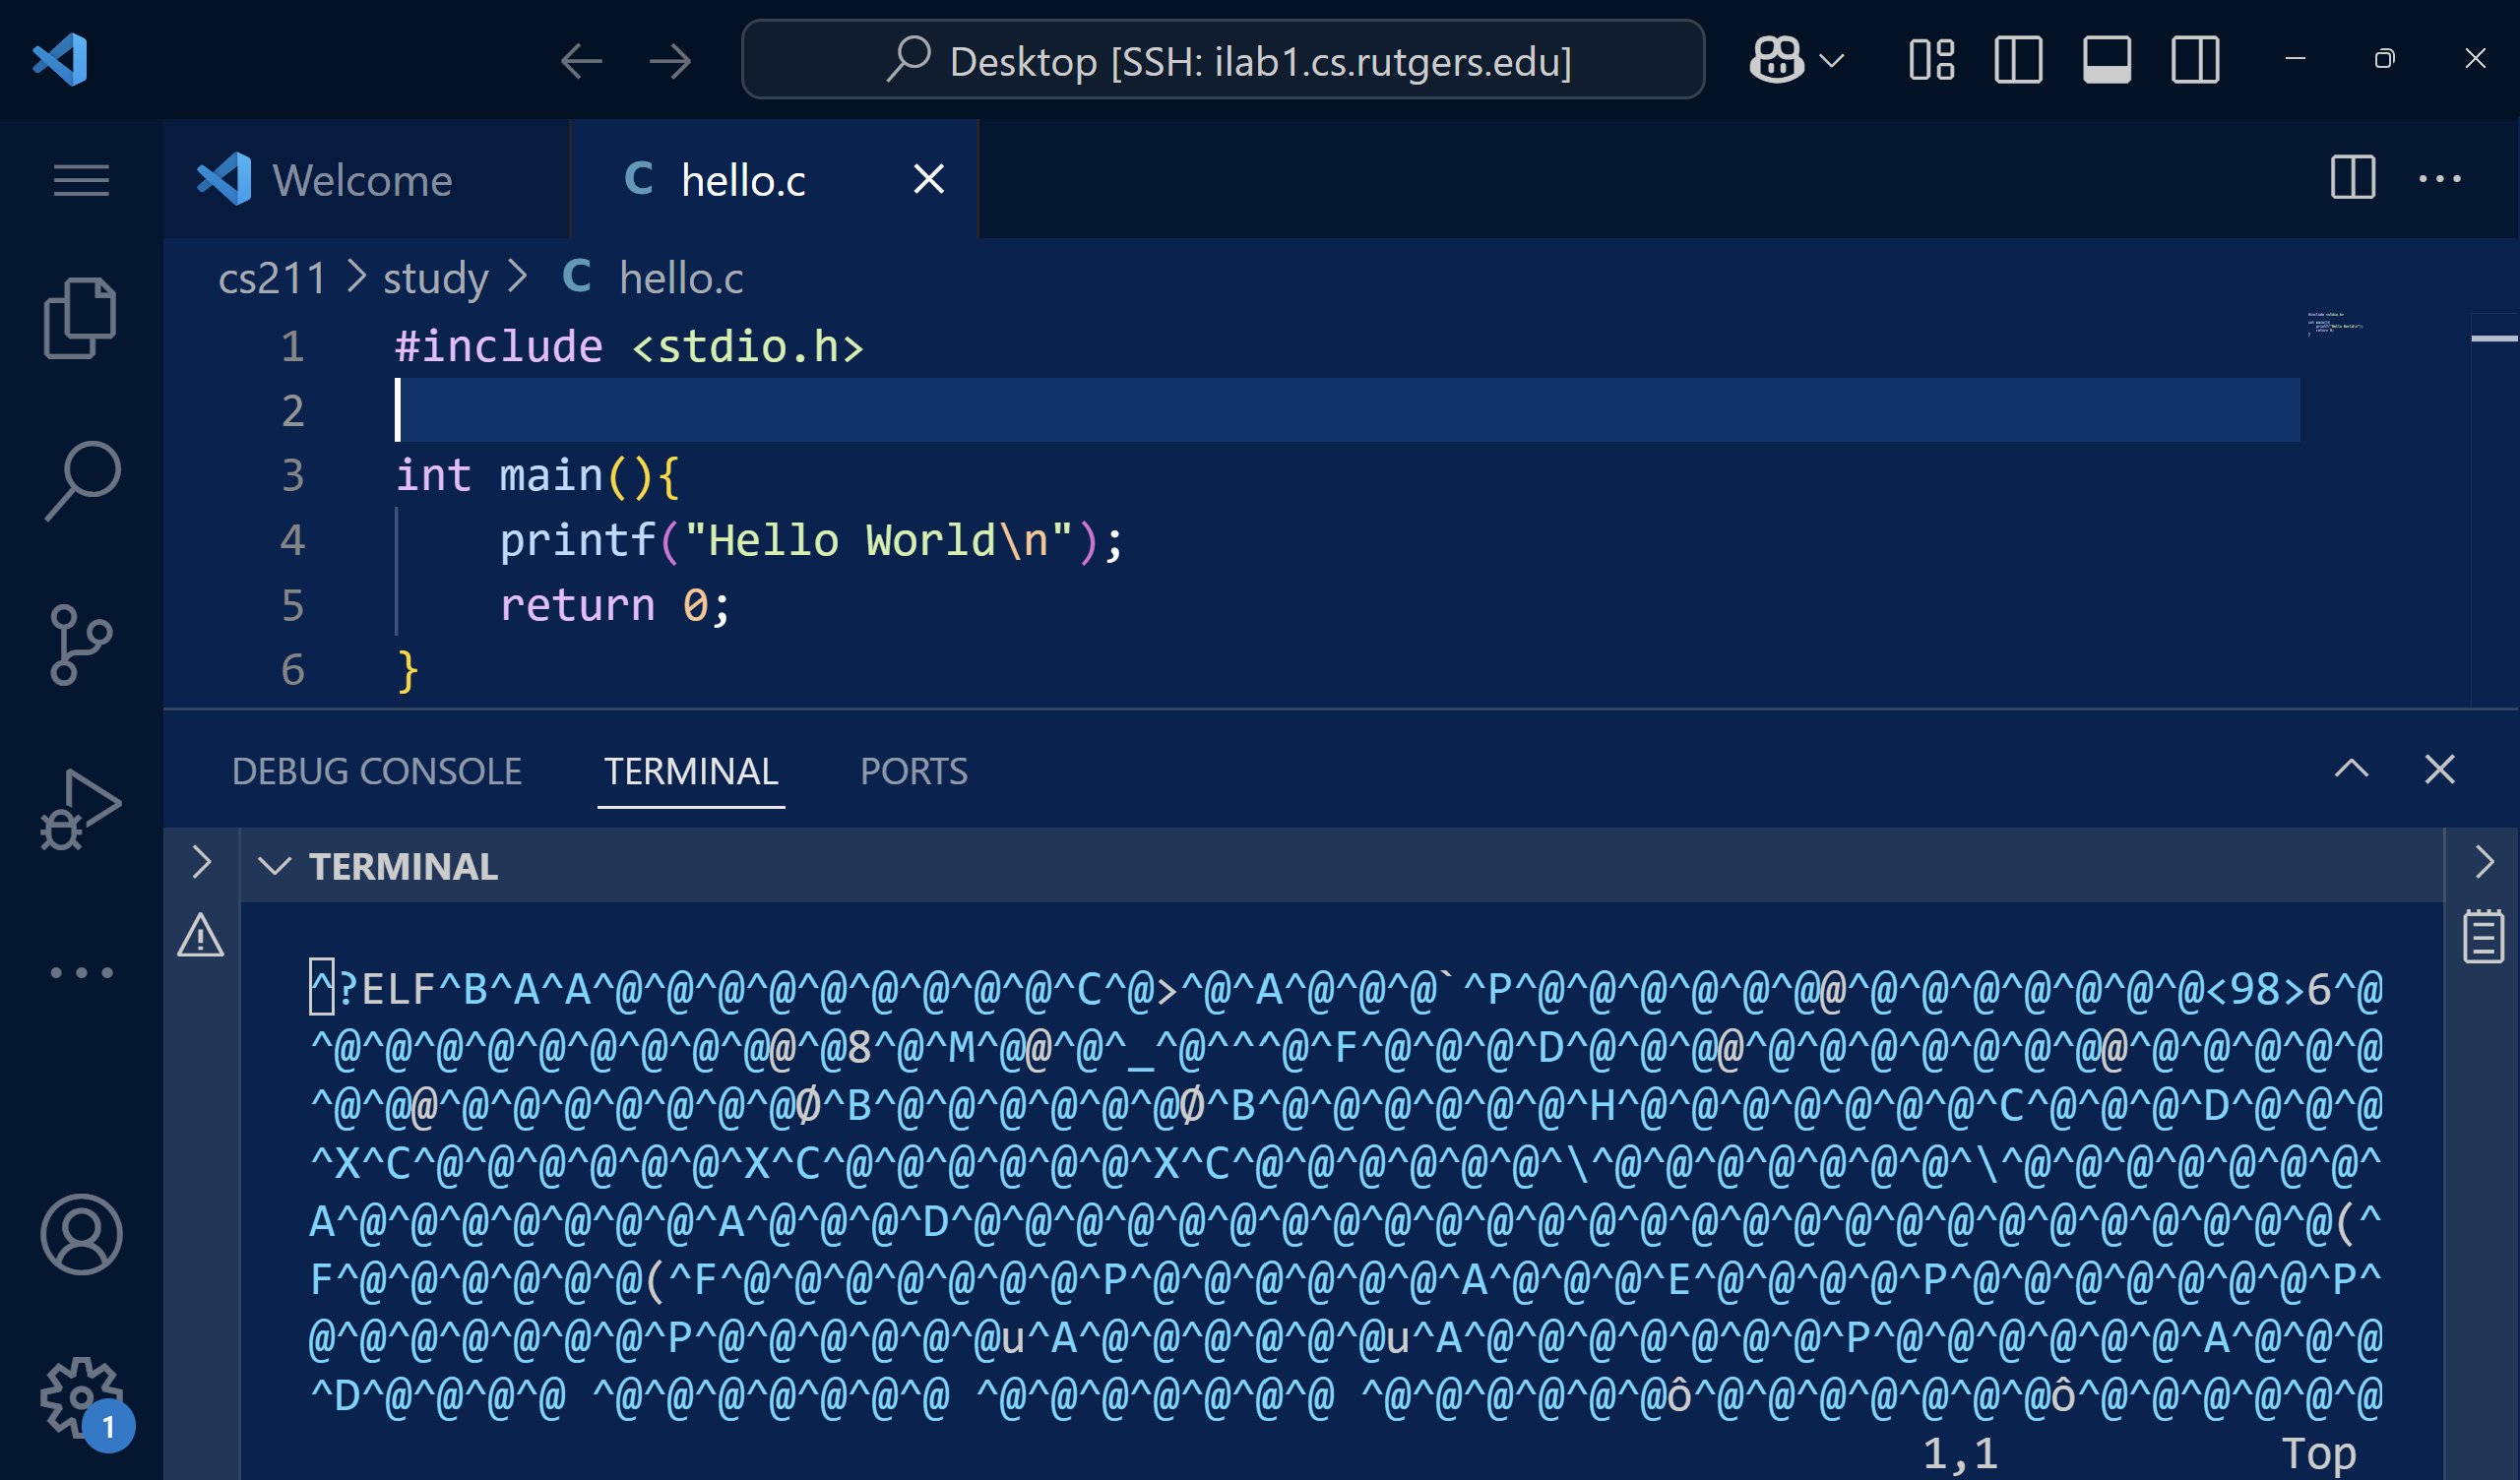 Desktop [SSH: ilab1.cs.rutgers.edu]
Welcome
C hello.c
cs211 > study > C hello.c
1 #include <stdio.h>
2
3 int main(){
4     printf("Hello World\n");
5     return 0;
6 }
DEBUG CONSOLE TERMINAL PORTS
TERMINAL
^?ELF^B^A^A^@^@^@^@^@^@^@^@^@^C^@>^@^A^@^@^@`^P^@^@^@^@^@^@@^@^@^@^@^@^@^@<98>6^@
^@^@^@^@^@^@^@^@^@@^@8^@^M^@@^@^_^@^^^@^F^@^@^@^D^@^@^@@^@^@^@^@^@^@^@@^@^@^@^@^@
^@^@@^@^@^@^@^@^@^@Ø^B^@^@^@^@^@^@Ø^B^@^@^@^@^@^@^H^@^@^@^@^@^@^@^C^@^@^@^D^@^@^@
^X^C^@^@^@^@^@^@^X^C^@^@^@^@^@^@^X^C^@^@^@^@^@^@^\^@^@^@^@^@^@^@^\^@^@^@^@^@^@^@^
A^@^@^@^@^@^@^@^A^@^@^@^D^@^@^@^@^@^@^@^@^@^@^@^@^@^@^@^@^@^@^@^@^@^@^@^@^@^@^@(^
F^@^@^@^@^@^@(^F^@^@^@^@^@^@^@^P^@^@^@^@^@^@^A^@^@^@^E^@^@^@^@^P^@^@^@^@^@^@^@^P^
@^@^@^@^@^@^@^P^@^@^@^@^@^@u^A^@^@^@^@^@^@u^A^@^@^@^@^@^@^@^P^@^@^@^@^@^@^A^@^@^@
^D^@^@^@^@ ^@^@^@^@^@^@^@ ^@^@^@^@^@^@^@ ^@^@^@^@^@^@ô^@^@^@^@^@^@^@ô^@^@^@^@^@^@
1,1 Top
1